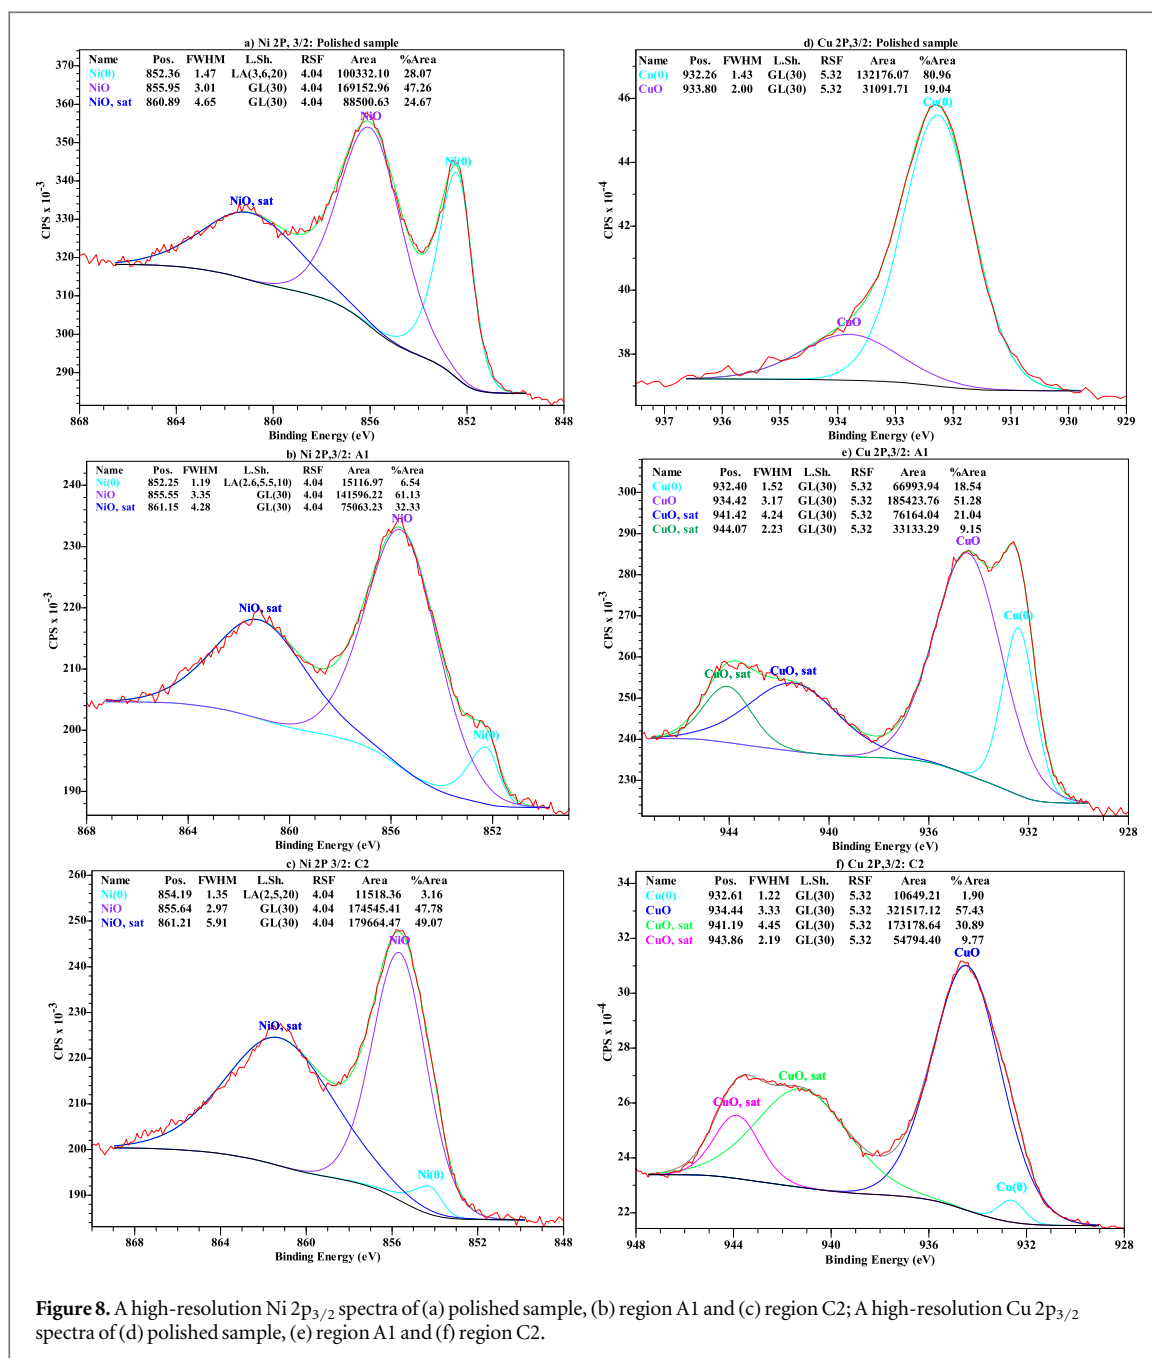 a) Ni 2P, 3/2: Polished sample
Name Pos. FWHM L.Sh. RSF Area %Area
Ni(0) 852.36 1.47 LA(3,6,20) 4.04 100332.10 28.07
NiO 855.95 3.01 GL(30) 4.04 169152.96 47.26
NiO, sat 860.89 4.65 GL(30) 4.04 88500.63 24.67
NiO
Ni(0)
NiO, sat
CPS x 10⁻³
370
360
350
340
330
320
310
300
290
868 864 860 856 852 848
Binding Energy (eV)
d) Cu 2P,3/2: Polished sample
Name Pos. FWHM L.Sh. RSF Area %Area
Cu(0) 932.26 1.43 GL(30) 5.32 132176.07 80.96
CuO 933.80 2.00 GL(30) 5.32 31091.71 19.04
Cu(0)
CuO
CPS x 10⁻⁴
46
44
42
40
38
937 936 935 934 933 932 931 930 929
Binding Energy (eV)
b) Ni 2P,3/2: A1
Name Pos. FWHM L.Sh. RSF Area %Area
Ni(0) 852.25 1.19 LA(2.6,5.5,10) 4.04 15116.97 6.54
NiO 855.55 3.35 GL(30) 4.04 141596.22 61.13
NiO, sat 861.15 4.28 GL(30) 4.04 75063.23 32.33
NiO
NiO, sat
Ni(0)
CPS x 10⁻³
240
230
220
210
200
190
868 864 860 856 852
Binding Energy (eV)
e) Cu 2P,3/2: A1
Name Pos. FWHM L.Sh. RSF Area %Area
Cu(0) 932.40 1.52 GL(30) 5.32 66993.94 18.54
CuO 934.42 3.17 GL(30) 5.32 185423.76 51.28
CuO, sat 941.42 4.24 GL(30) 5.32 76164.04 21.04
CuO, sat 944.07 2.23 GL(30) 5.32 33133.29 9.15
CuO
Cu(0)
CuO, sat
CuO, sat
CPS x 10⁻³
300
290
280
270
260
250
240
230
944 940 936 932 928
Binding Energy (eV)
c) Ni 2P 3/2: C2
Name Pos. FWHM L.Sh. RSF Area %Area
Ni(0) 854.19 1.35 LA(2,5,20) 4.04 11518.36 3.16
NiO 855.64 2.97 GL(30) 4.04 174545.41 47.78
NiO, sat 861.21 5.91 GL(30) 4.04 179664.47 49.07
NiO
NiO, sat
Ni(0)
CPS x 10⁻³
260
250
240
230
220
210
200
190
868 864 860 856 852 848
Binding Energy (eV)
f) Cu 2P,3/2: C2
Name Pos. FWHM L.Sh. RSF Area % Area
Cu(0) 932.61 1.22 GL(30) 5.32 10649.21 1.90
CuO 934.44 3.33 GL(30) 5.32 321517.12 57.43
CuO, sat 941.19 4.45 GL(30) 5.32 173178.64 30.89
CuO, sat 943.86 2.19 GL(30) 5.32 54794.40 9.77
CuO
CuO, sat
CuO, sat
Cu(0)
CPS x 10⁻⁴
34
32
30
28
26
24
22
948 944 940 936 932 928
Binding Energy (eV)
Figure 8. A high-resolution Ni 2p3/2 spectra of (a) polished sample, (b) region A1 and (c) region C2; A high-resolution Cu 2p3/2
spectra of (d) polished sample, (e) region A1 and (f) region C2.